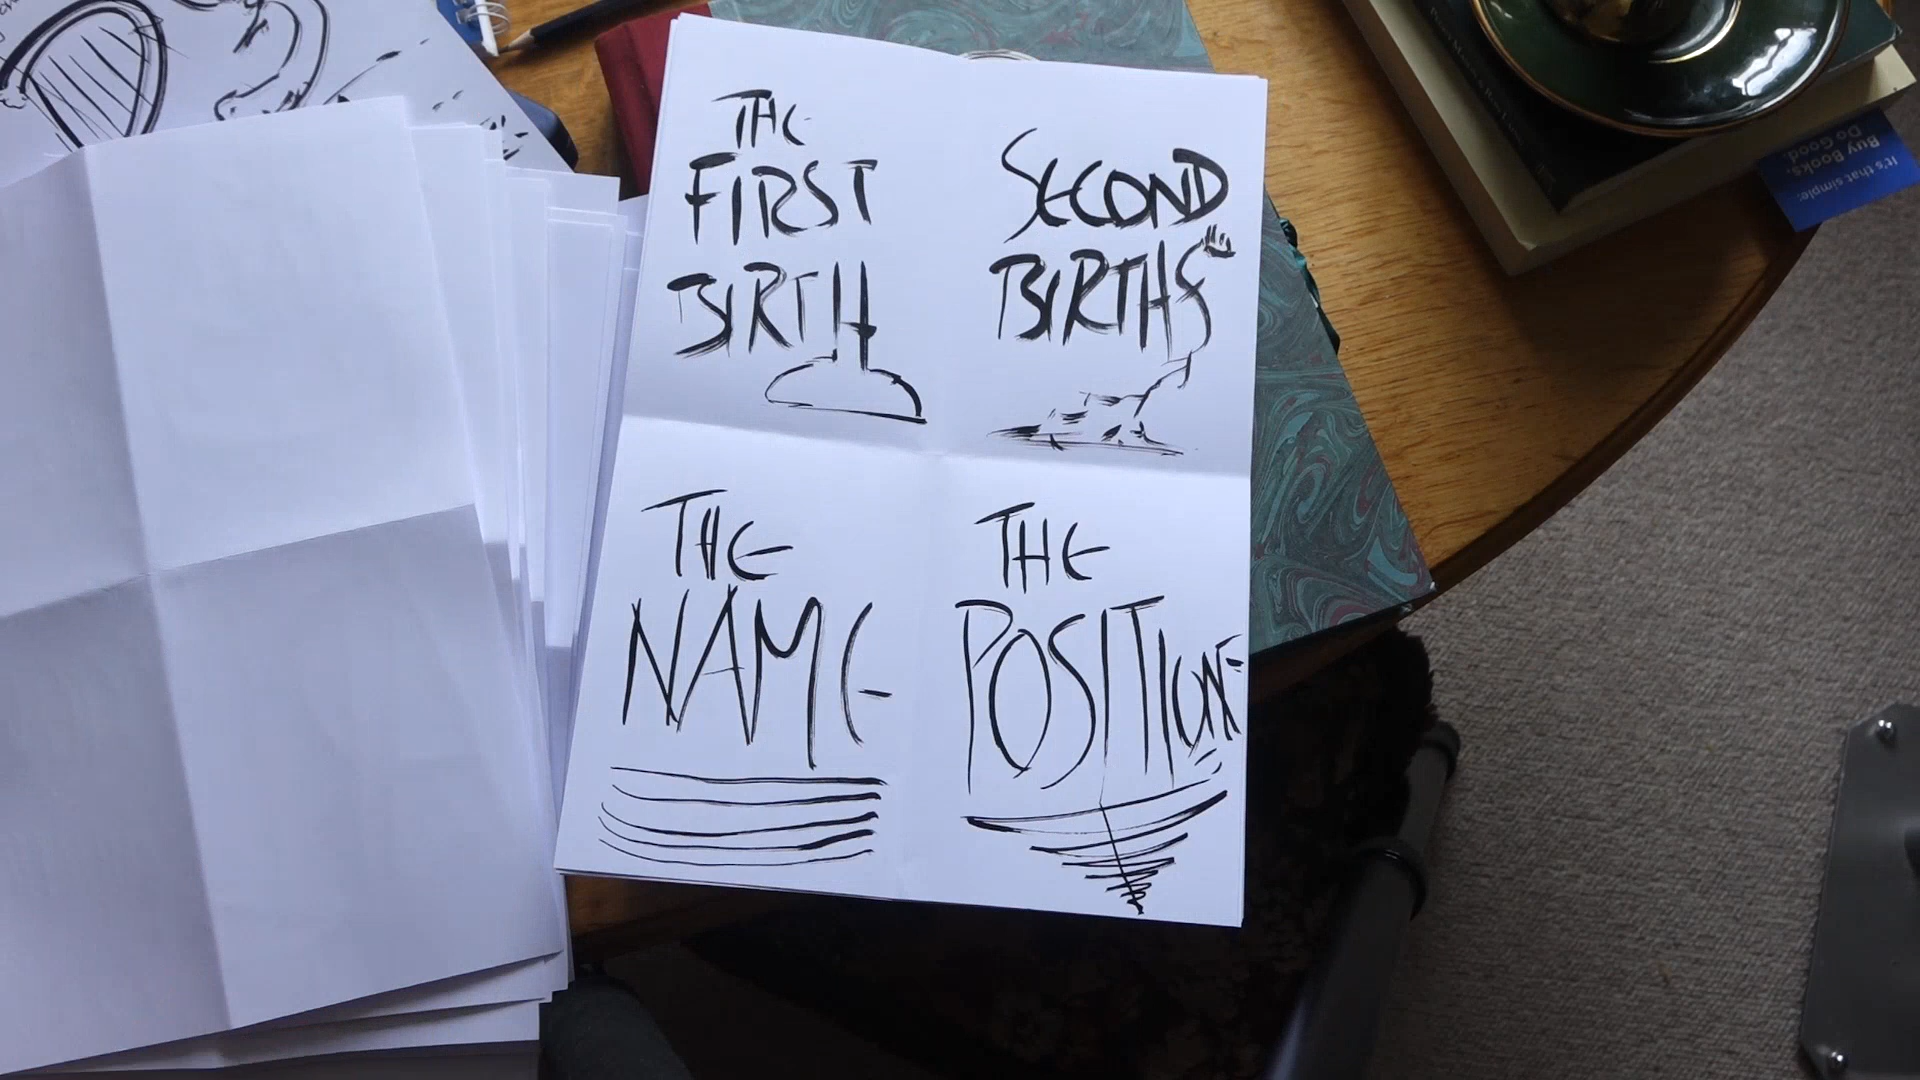 THE
FIRST
BIRTH
SECOND
BIRTHS
THE
NAME
THE
POSITION
It's that simple.
Buy Books.
Do Good.